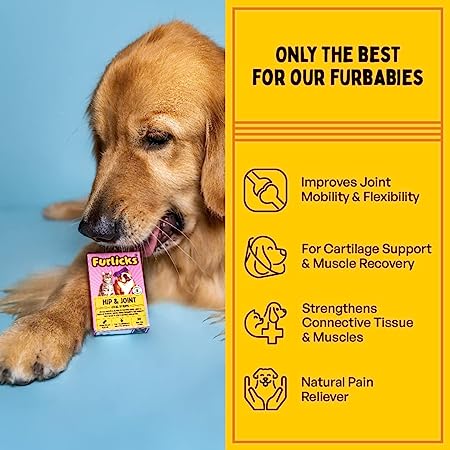 ONLY THE BEST
FOR OUR FURBABIES
Improves Joint
Mobility & Flexibility
For Cartilage Support
& Muscle Recovery
Strengthens
Connective Tissue
& Muscles
Natural Pain
Reliever
Furlicks
HIP & JOINT